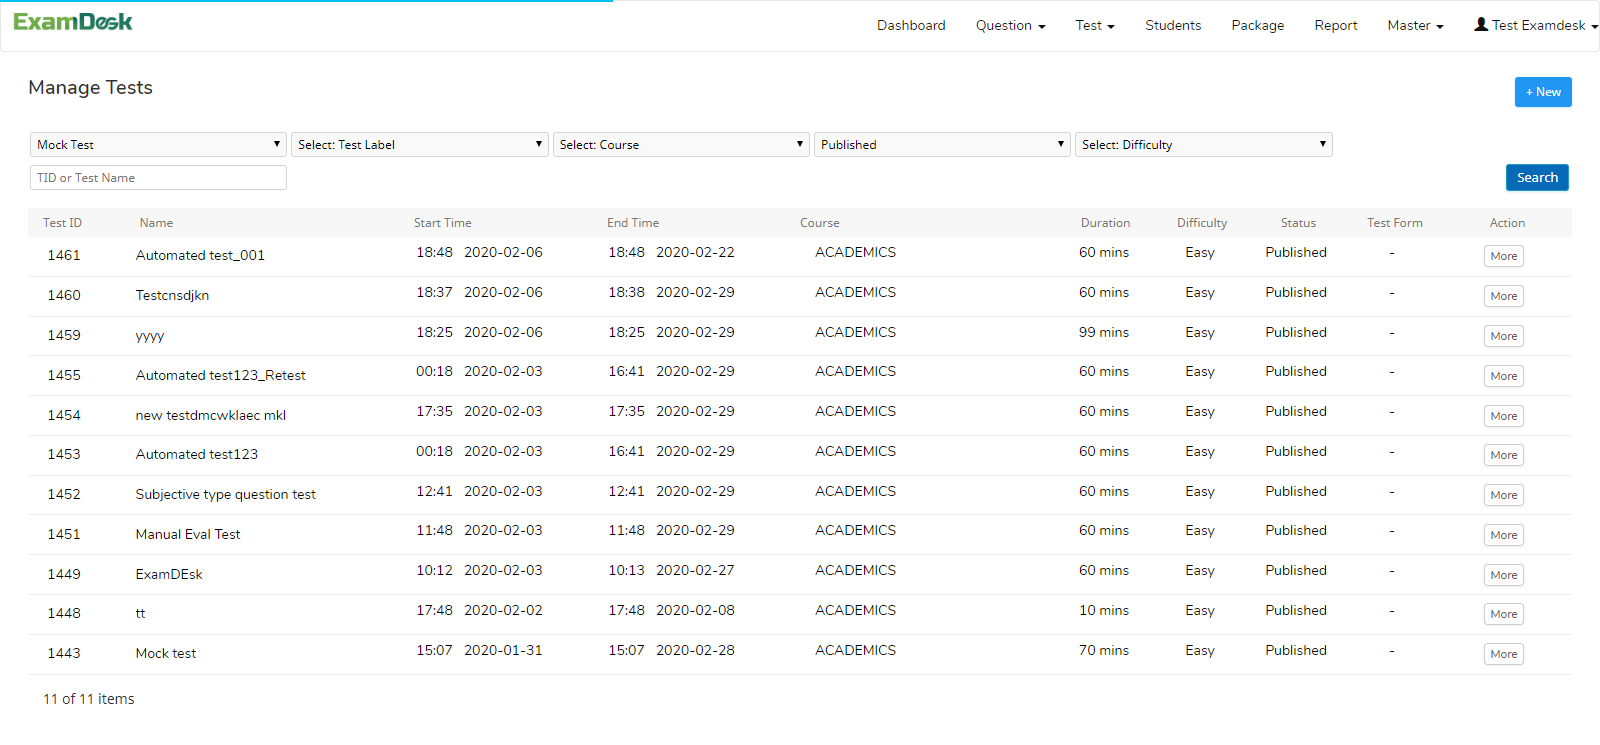 ExamDesk Dashboard Question Test Students Package Report Master Test Examdesk
Manage Tests
+ New
Mock Test Select: Test Label Select: Course Published Select: Difficulty
TID or Test Name Search
Test ID Name Start Time End Time Course Duration Difficulty Status Test Form Action
1461 Automated test_001 18:48 2020-02-06 18:48 2020-02-22 ACADEMICS 60 mins Easy Published - More
1460 Testcnsdjkn 18:37 2020-02-06 18:38 2020-02-29 ACADEMICS 60 mins Easy Published - More
1459 yyyy 18:25 2020-02-06 18:25 2020-02-29 ACADEMICS 99 mins Easy Published - More
1455 Automated test123_Retest 00:18 2020-02-03 16:41 2020-02-29 ACADEMICS 60 mins Easy Published - More
1454 new testdmcwklaec mkl 17:35 2020-02-03 17:35 2020-02-29 ACADEMICS 60 mins Easy Published - More
1453 Automated test123 00:18 2020-02-03 16:41 2020-02-29 ACADEMICS 60 mins Easy Published - More
1452 Subjective type question test 12:41 2020-02-03 12:41 2020-02-29 ACADEMICS 60 mins Easy Published - More
1451 Manual Eval Test 11:48 2020-02-03 11:48 2020-02-29 ACADEMICS 60 mins Easy Published - More
1449 ExamDEsk 10:12 2020-02-03 10:13 2020-02-27 ACADEMICS 60 mins Easy Published - More
1448 tt 17:48 2020-02-02 17:48 2020-02-08 ACADEMICS 10 mins Easy Published - More
1443 Mock test 15:07 2020-01-31 15:07 2020-02-28 ACADEMICS 70 mins Easy Published - More
11 of 11 items